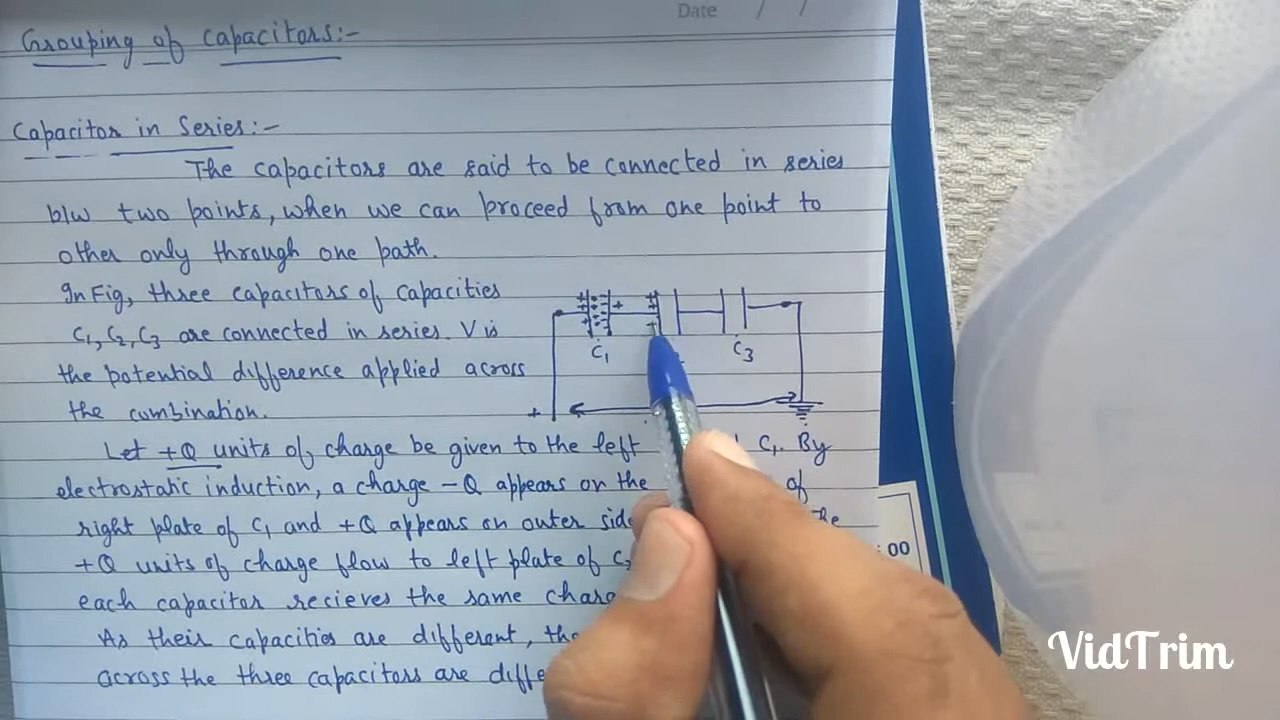 Date / /
Grouping of capacitors:-
Capacitor in Series:-
The capacitors are said to be connected in series
b/w two points, when we can proceed from one point to
other only through one path.
In Fig, three capacitors of capacities
C1, C2, C3 are connected in series. V is
the potential difference applied across
the combination.
C1
C3
+
Let +Q units of charge be given to the left C1. By
electrostatic induction, a charge -Q appears on the of
right plate of C1 and +Q appears on outer side
+Q units of charge flow to left plate of C2
each capacitor recieves the same
As their capacities are different,
across the three capacitors are
:00
VidTrim